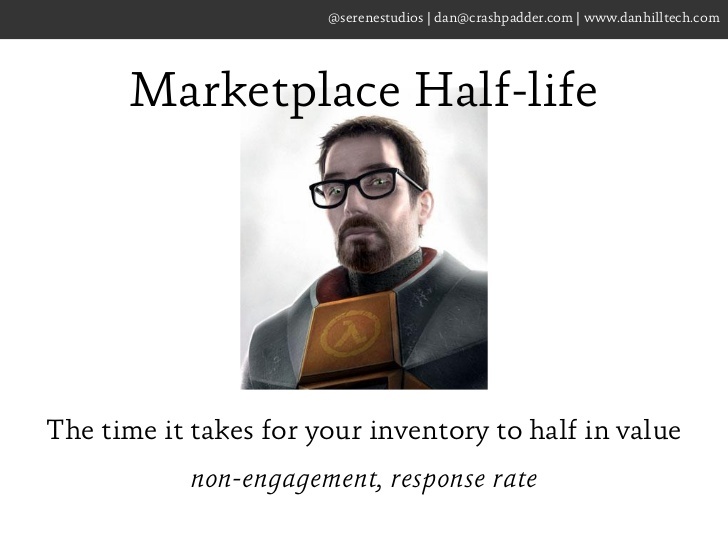 @serenestudios | dan@crashpadder.com | www.danhilltech.com
Marketplace Half-life
The time it takes for your inventory to half in value
non-engagement, response rate